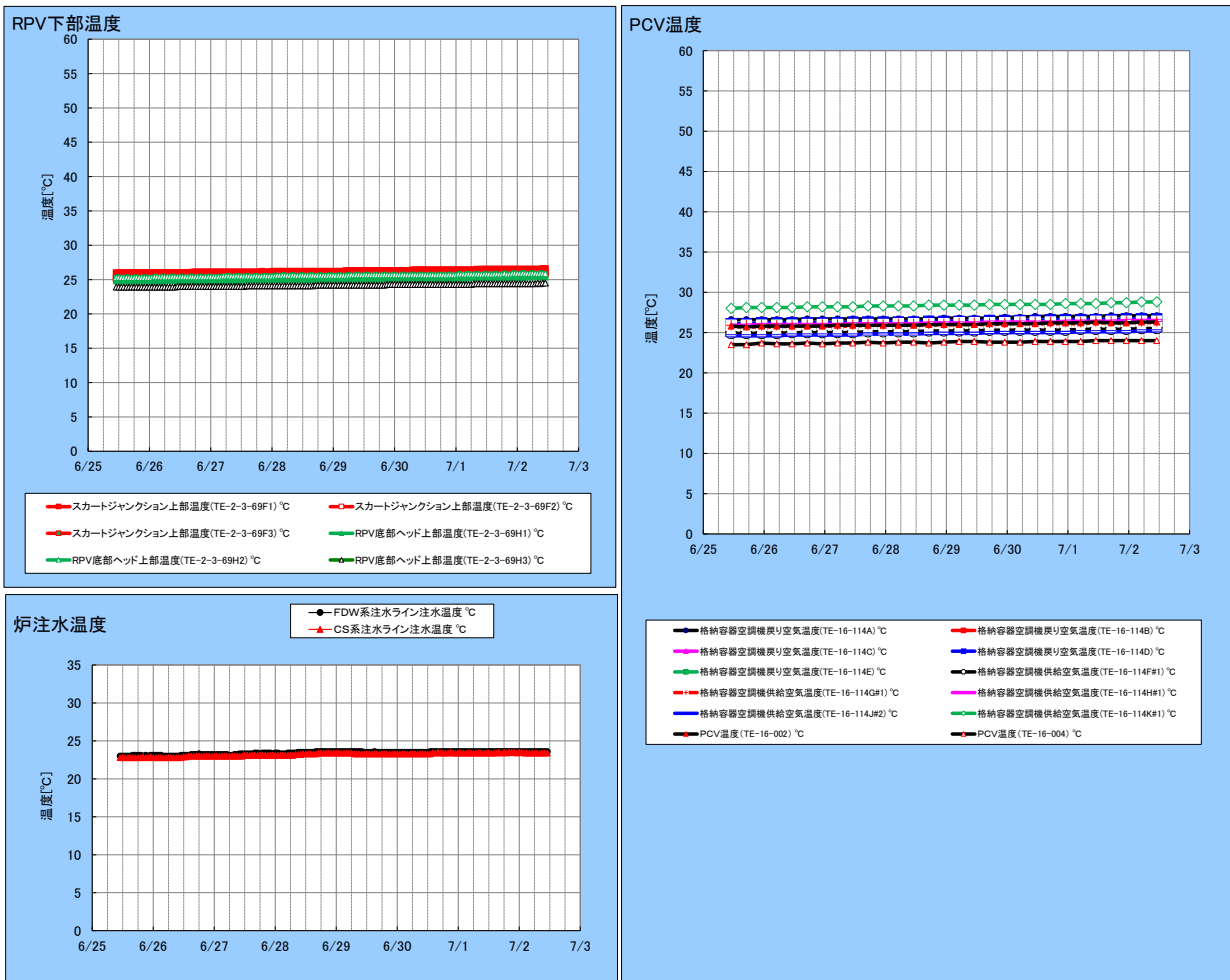 RPV下部温度
60
55
50
45
40
35
30
25
20
15
10
5
0
温度[℃]
6/25 6/26 6/27 6/28 6/29 6/30 7/1 7/2 7/3
スカートジャンクション上部温度(TE-2-3-69F1) ℃ スカートジャンクション上部温度(TE-2-3-69F2) ℃
スカートジャンクション上部温度(TE-2-3-69F3) ℃ RPV底部ヘッド上部温度(TE-2-3-69H1) ℃
RPV底部ヘッド上部温度(TE-2-3-69H2) ℃ RPV底部ヘッド上部温度(TE-2-3-69H3) ℃
炉注水温度
FDW系注水ライン注水温度 ℃
CS系注水ライン注水温度 ℃
35
30
25
20
15
10
5
0
温度[℃]
6/25 6/26 6/27 6/28 6/29 6/30 7/1 7/2 7/3
PCV温度
60
55
50
45
40
35
30
25
20
15
10
5
0
温度[℃]
6/25 6/26 6/27 6/28 6/29 6/30 7/1 7/2 7/3
格納容器空調機戻り空気温度(TE-16-114A) ℃ 格納容器空調機戻り空気温度(TE-16-114B) ℃
格納容器空調機戻り空気温度(TE-16-114C) ℃ 格納容器空調機戻り空気温度(TE-16-114D) ℃
格納容器空調機戻り空気温度(TE-16-114E) ℃ 格納容器空調機供給空気温度(TE-16-114F#1) ℃
格納容器空調機供給空気温度(TE-16-114G#1) ℃ 格納容器空調機供給空気温度(TE-16-114H#1) ℃
格納容器空調機供給空気温度(TE-16-114J#2) ℃ 格納容器空調機供給空気温度(TE-16-114K#1) ℃
PCV温度(TE-16-002) ℃ PCV温度(TE-16-004) ℃